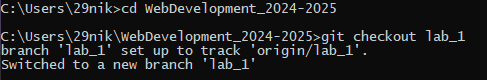 C:\Users\29nik>cd WebDevelopment_2024-2025
C:\Users\29nik\WebDevelopment_2024-2025>git checkout lab_1
branch 'lab_1' set up to track 'origin/lab_1'.
Switched to a new branch 'lab_1'